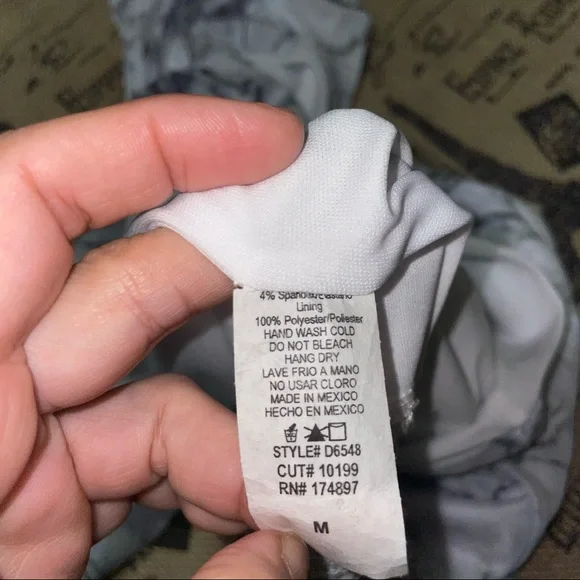 4% Spandex/Elastano
Lining
100% Polyester/Poliester
HAND WASH COLD
DO NOT BLEACH
HANG DRY
LAVE FRIO A MANO
NO USAR CLORO
MADE IN MEXICO
HECHO EN MEXICO
STYLE# D6548
CUT# 10199
RN# 174897
M